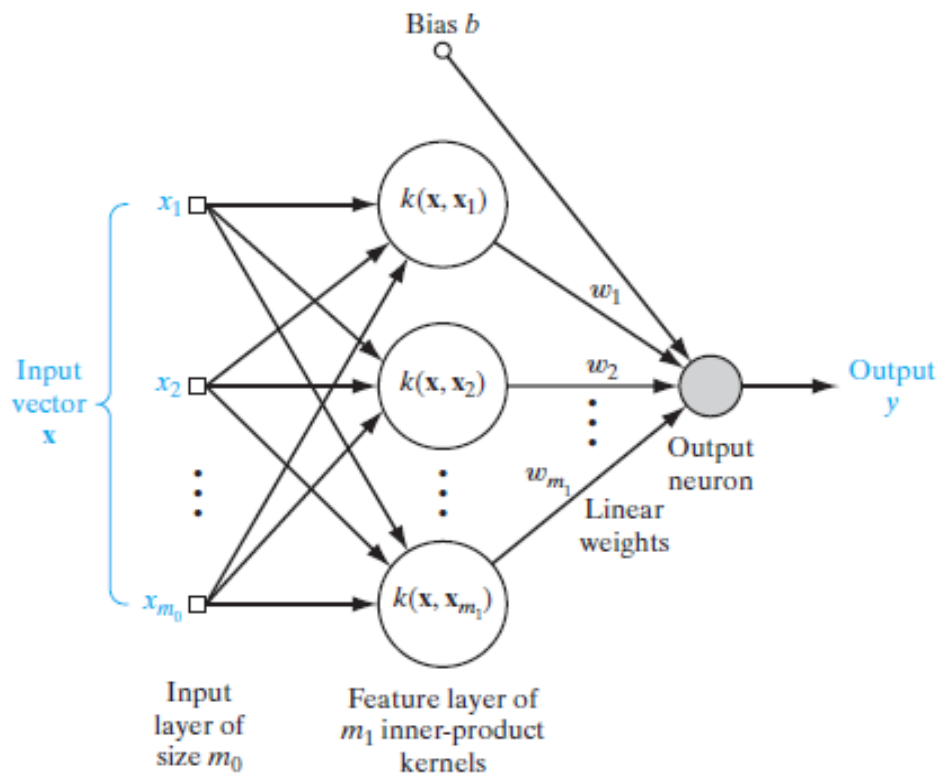 Bias b
x₁
k(x, x₁)
w₁
Input
vector
x
x₂
k(x, x₂)
w₂
Output
y
Output
neuron
wₘ₁
Linear
weights
xₘ₀
k(x, xₘ₁)
Input
layer of
size m₀
Feature layer of
m₁ inner-product
kernels